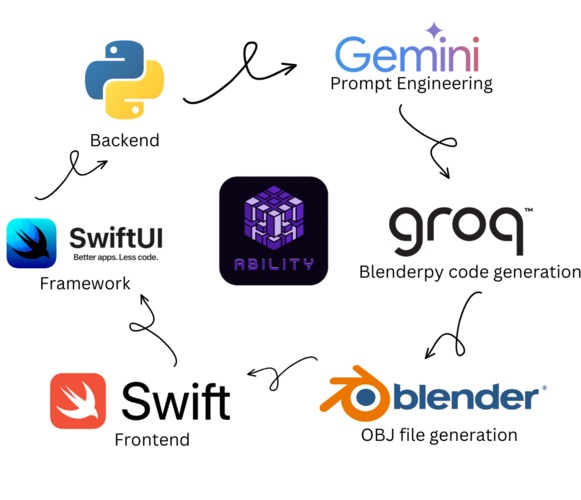 Gemini
Prompt Engineering
Backend
groq™
Blenderpy code generation
SwiftUI
Better apps. Less code.
Framework
ABILITY
blender®
OBJ file generation
Swift
Frontend